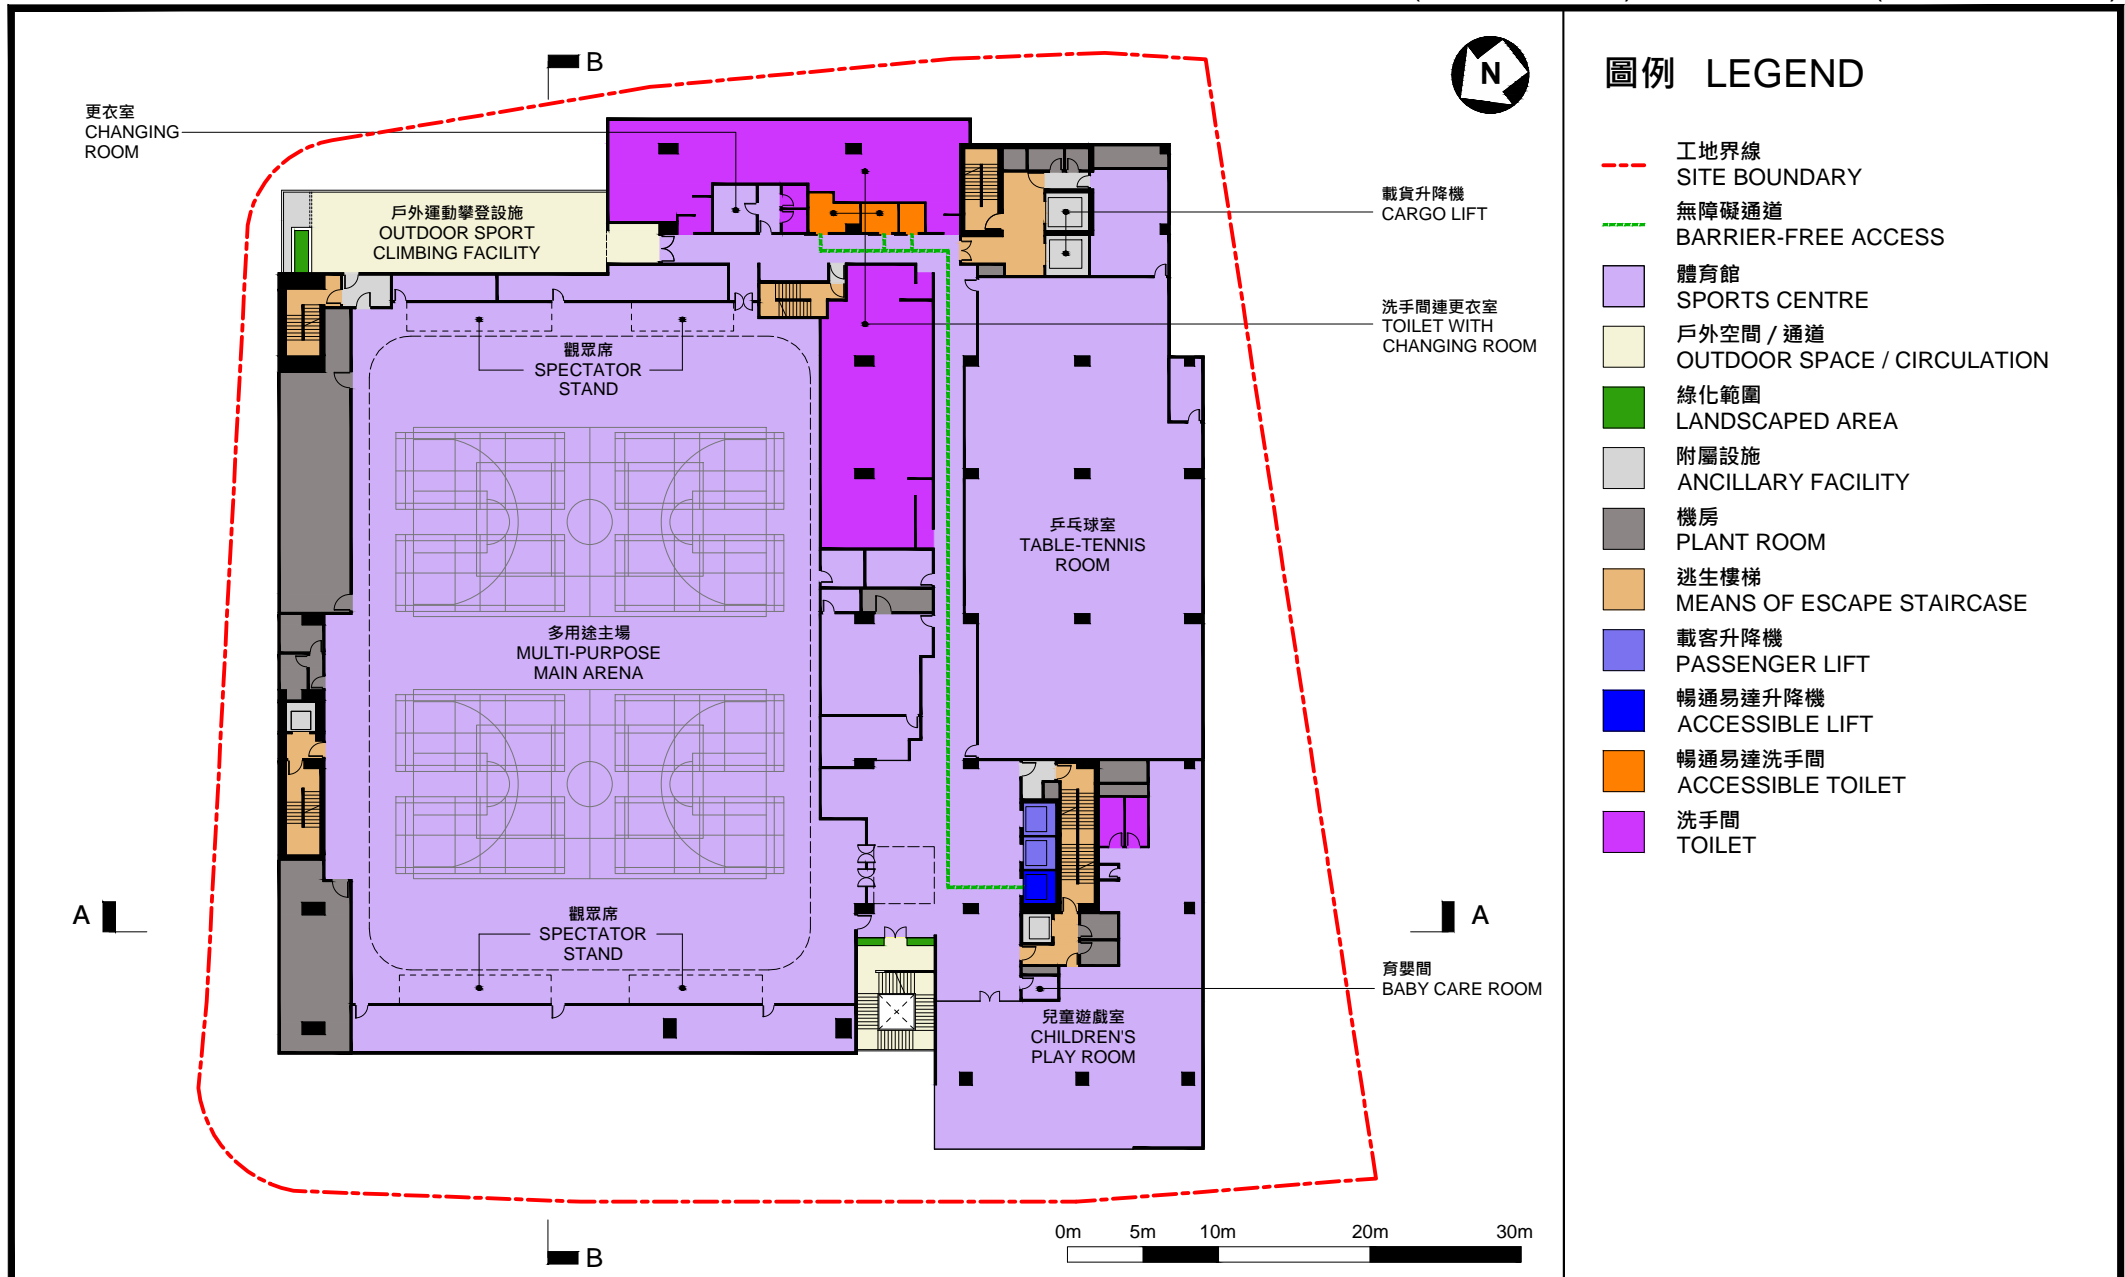 B
N
更衣室
CHANGING
ROOM
戶外運動攀登設施
OUTDOOR SPORT
CLIMBING FACILITY
載貨升降機
CARGO LIFT
洗手間連更衣室
TOILET WITH
CHANGING ROOM
觀眾席
SPECTATOR
STAND
乒乓球室
TABLE-TENNIS
ROOM
多用途主場
MULTI-PURPOSE
MAIN ARENA
A
觀眾席
SPECTATOR
STAND
A
育嬰間
BABY CARE ROOM
兒童遊戲室
CHILDREN'S
PLAY ROOM
B
0m 5m 10m 20m 30m
圖例 LEGEND
工地界線
SITE BOUNDARY
無障礙通道
BARRIER-FREE ACCESS
體育館
SPORTS CENTRE
戶外空間 / 通道
OUTDOOR SPACE / CIRCULATION
綠化範圍
LANDSCAPED AREA
附屬設施
ANCILLARY FACILITY
機房
PLANT ROOM
逃生樓梯
MEANS OF ESCAPE STAIRCASE
載客升降機
PASSENGER LIFT
暢通易達升降機
ACCESSIBLE LIFT
暢通易達洗手間
ACCESSIBLE TOILET
洗手間
TOILET